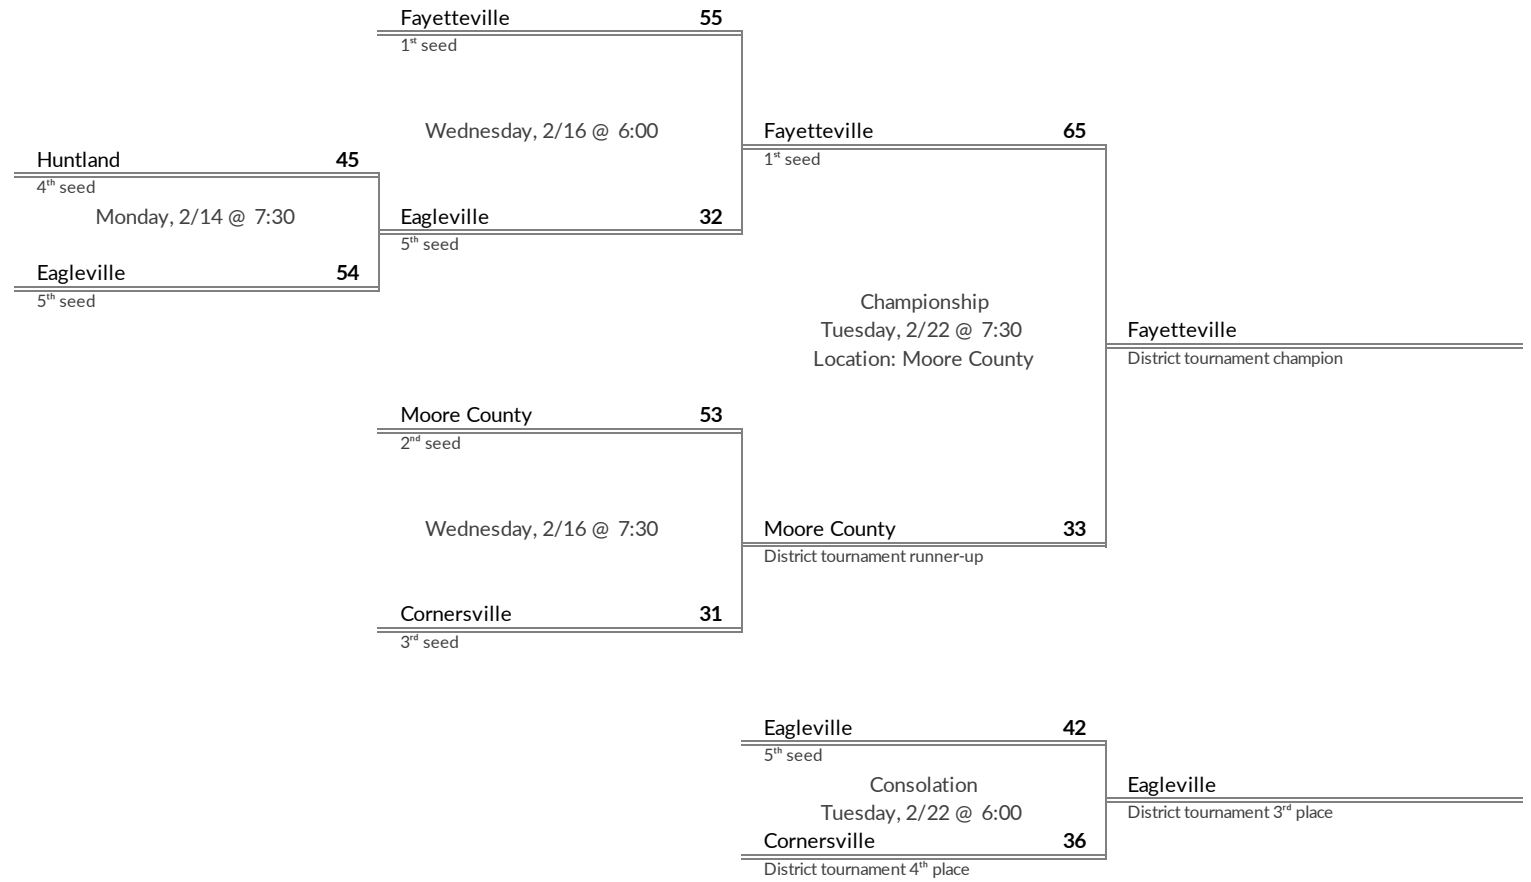 Fayetteville 55
1st seed
Wednesday, 2/16 @ 6:00
Fayetteville 65
1st seed
Huntland 45
4th seed
Monday, 2/14 @ 7:30
Eagleville 32
5th seed
Eagleville 54
5th seed
Championship
Tuesday, 2/22 @ 7:30
Location: Moore County
Fayetteville
District tournament champion
Moore County 53
2nd seed
Wednesday, 2/16 @ 7:30
Moore County 33
District tournament runner-up
Cornersville 31
3rd seed
Eagleville 42
5th seed
Consolation
Tuesday, 2/22 @ 6:00
Eagleville
District tournament 3rd place
Cornersville 36
District tournament 4th place